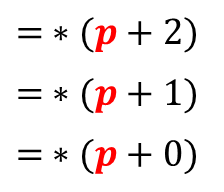 = * (p + 2)
= * (p + 1)
= * (p + 0)